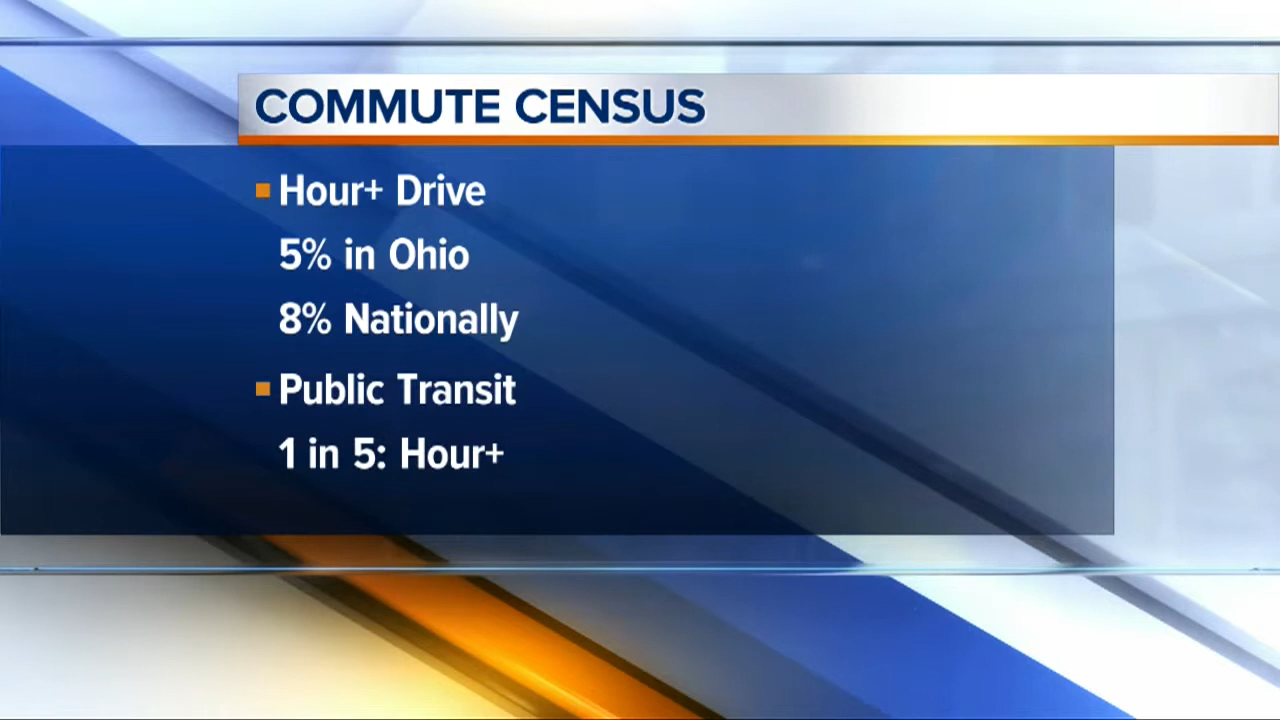 COMMUTE CENSUS
Hour+ Drive
5% in Ohio
8% Nationally
Public Transit
1 in 5: Hour+